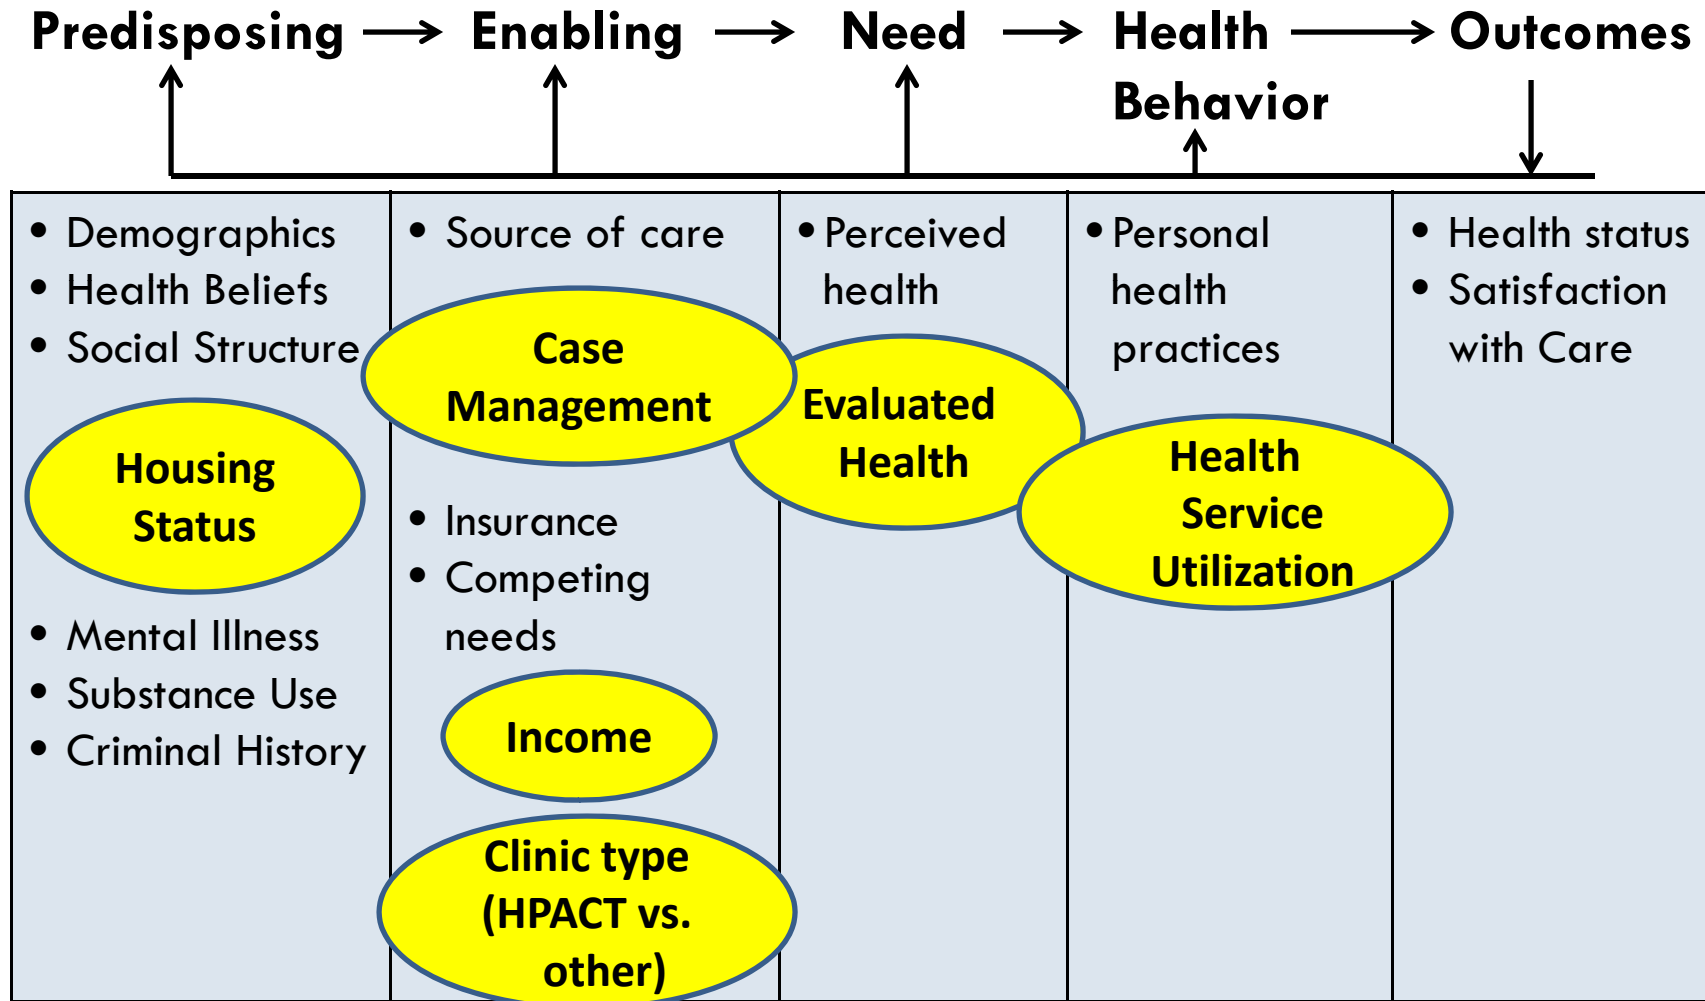 Predisposing → Enabling → Need → Health → Outcomes
Behavior
• Demographics
• Health Beliefs
• Social Structure
Housing
Status
• Mental Illness
• Substance Use
• Criminal History
• Source of care
Case
Management
• Insurance
• Competing
needs
Income
Clinic type
(HPACT vs.
other)
• Perceived
health
Evaluated
Health
• Personal
health
practices
Health
Service
Utilization
• Health status
• Satisfaction
with Care